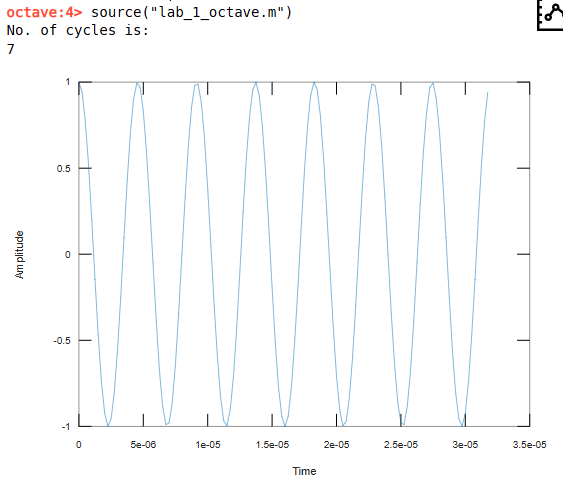 octave:4> source("lab_1_octave.m")
No. of cycles is:
7
1
0.5
0
-0.5
-1
Amplitude
0 5e-06 1e-05 1.5e-05 2e-05 2.5e-05 3e-05 3.5e-05
Time